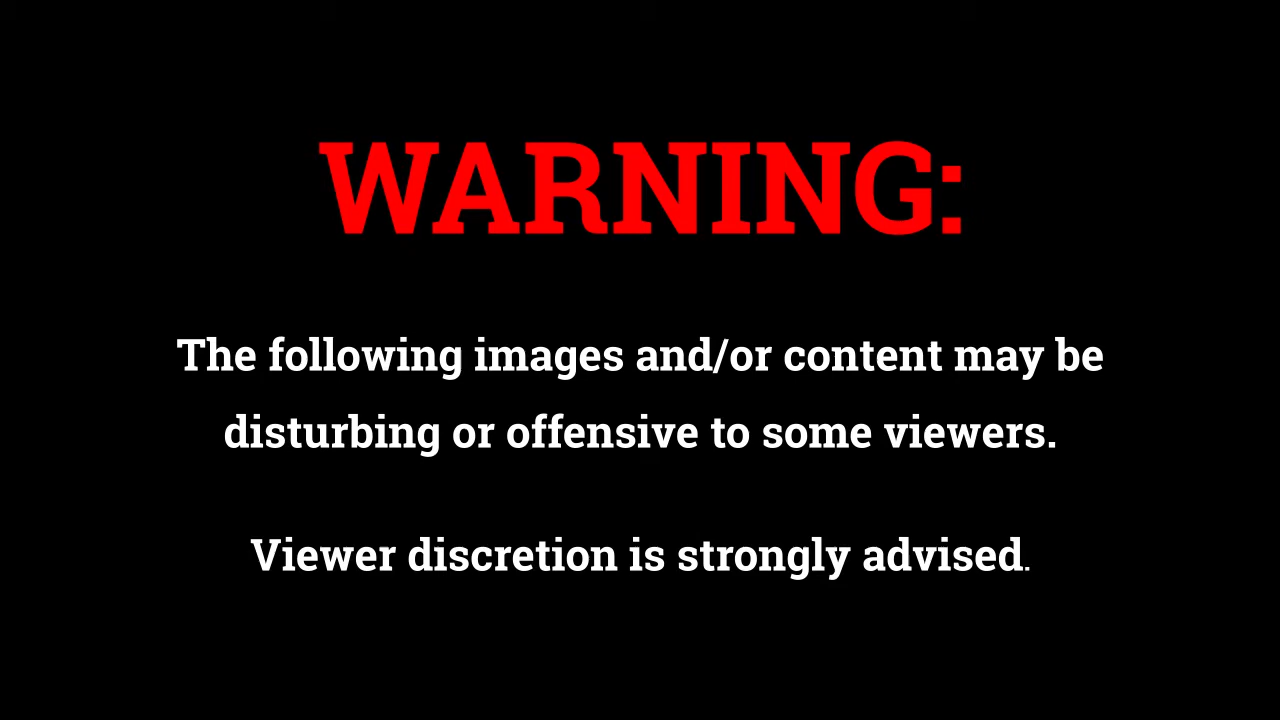 WARNING:
The following images and/or content may be
disturbing or offensive to some viewers.
Viewer discretion is strongly advised.